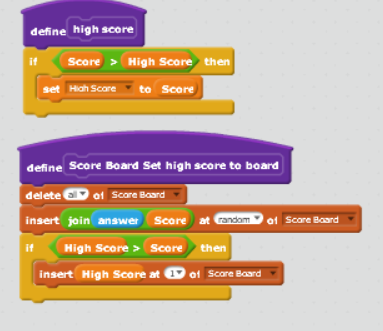 define high score
if Score > High Score then
set High Score to Score
define Score Board Set high score to board
delete all of Score Board
insert join answer Score at random of Score Board
if High Score > Score then
insert High Score at 1 of Score Board